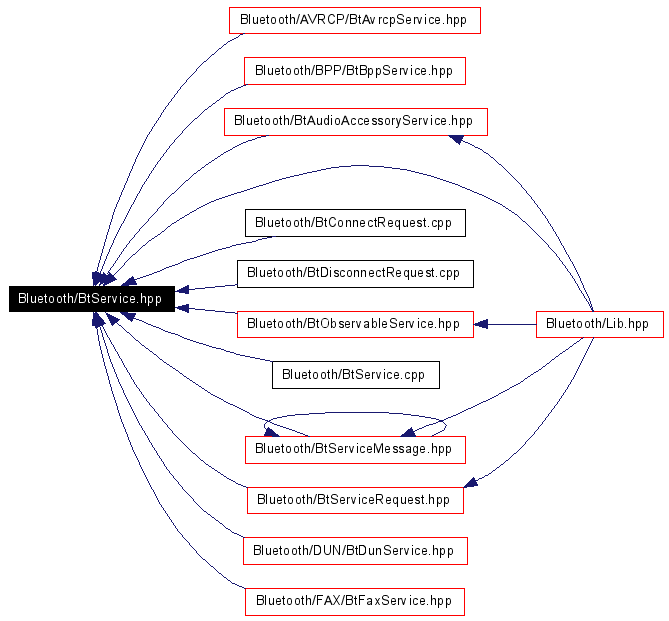 Bluetooth/AVRCP/BtAvrcpService.hpp
Bluetooth/BPP/BtBppService.hpp
Bluetooth/BtAudioAccessoryService.hpp
Bluetooth/BtConnectRequest.cpp
Bluetooth/BtDisconnectRequest.cpp
Bluetooth/BtService.hpp
Bluetooth/BtObservableService.hpp
Bluetooth/Lib.hpp
Bluetooth/BtService.cpp
Bluetooth/BtServiceMessage.hpp
Bluetooth/BtServiceRequest.hpp
Bluetooth/DUN/BtDunService.hpp
Bluetooth/FAX/BtFaxService.hpp